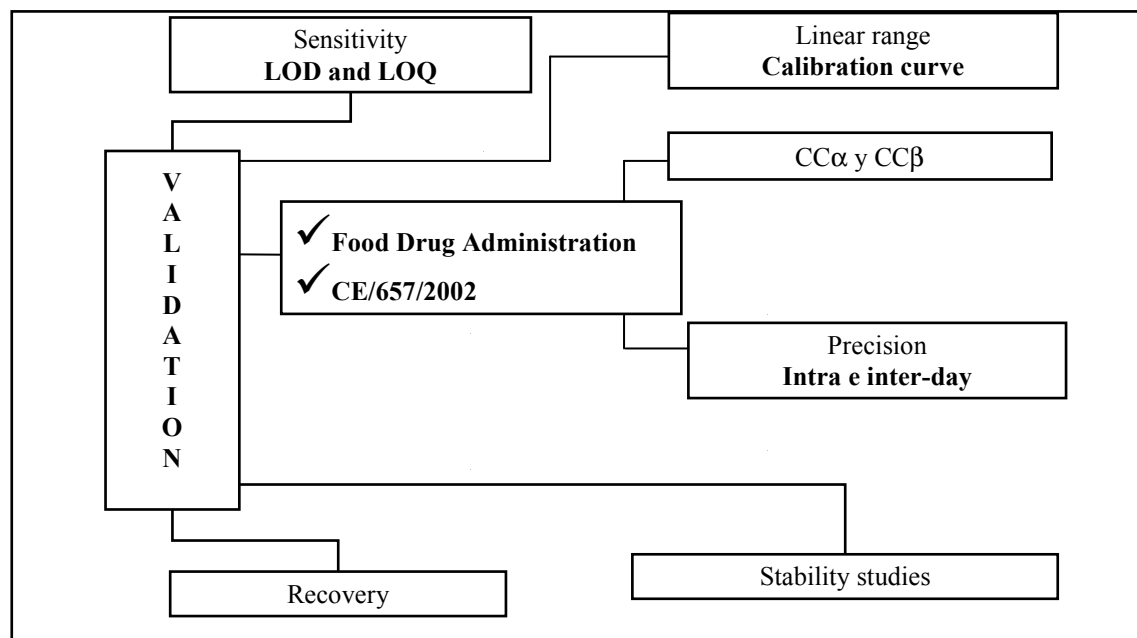 Sensitivity
LOD and LOQ
Linear range
Calibration curve
CCα y CCβ
VALIDATION
✓ Food Drug Administration
✓ CE/657/2002
Precision
Intra e inter-day
Stability studies
Recovery